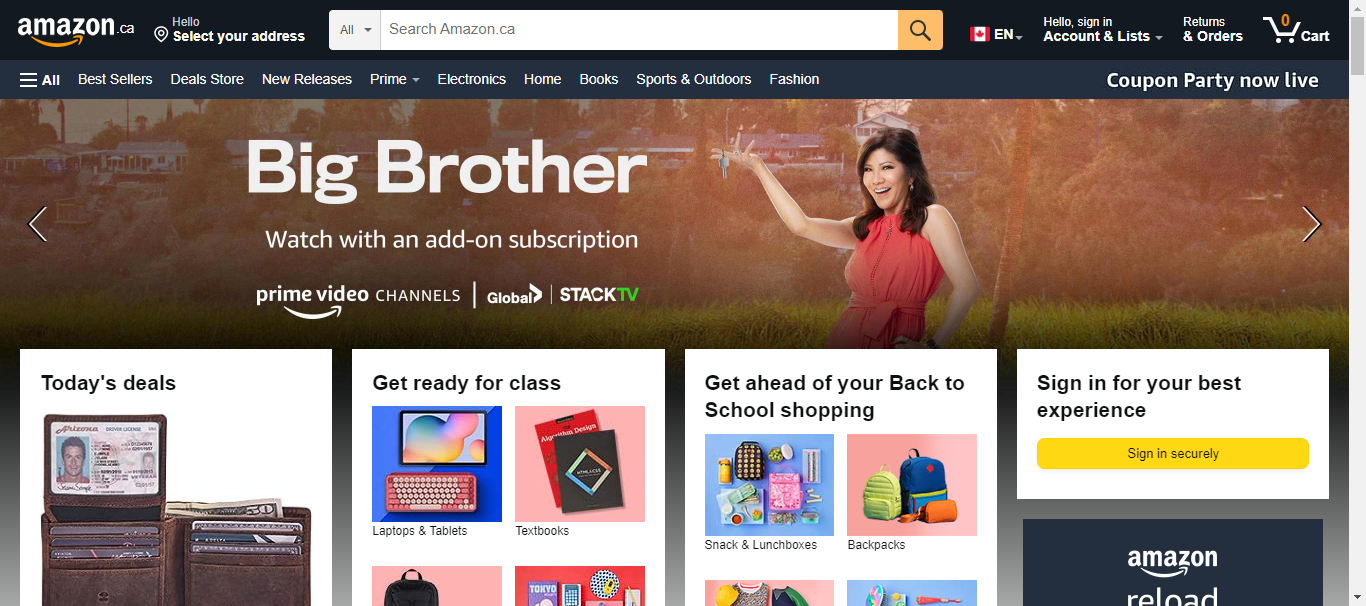 amazon.ca
Hello
Select your address
All
Search Amazon.ca
EN
Hello, sign in
Account & Lists
Returns
& Orders
0
Cart
All
Best Sellers
Deals Store
New Releases
Prime
Electronics
Home
Books
Sports & Outdoors
Fashion
Coupon Party now live
Big Brother
Watch with an add-on subscription
prime video CHANNELS
Global
STACKTV
Today's deals
Arizona
DRIVER LICENSE
VETERAN
Get ready for class
Algorithm Design
HTML&CSS
Laptops & Tablets
Textbooks
TOKYO
Get ahead of your Back to
School shopping
Snack & Lunchboxes
Backpacks
Sign in for your best
experience
Sign in securely
amazon
reload